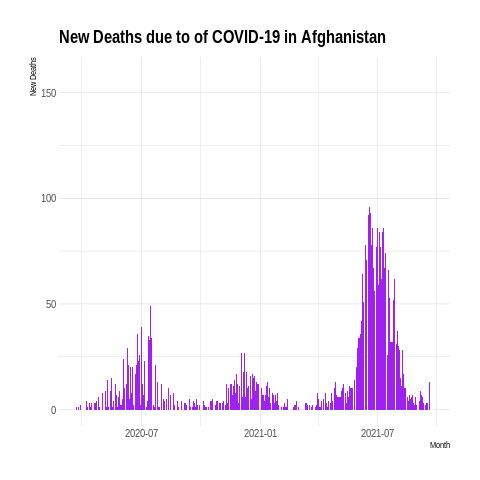 New Deaths due to of COVID-19 in Afghanistan
New Deaths
150
100
50
0
2020-07
2021-01
2021-07
Month